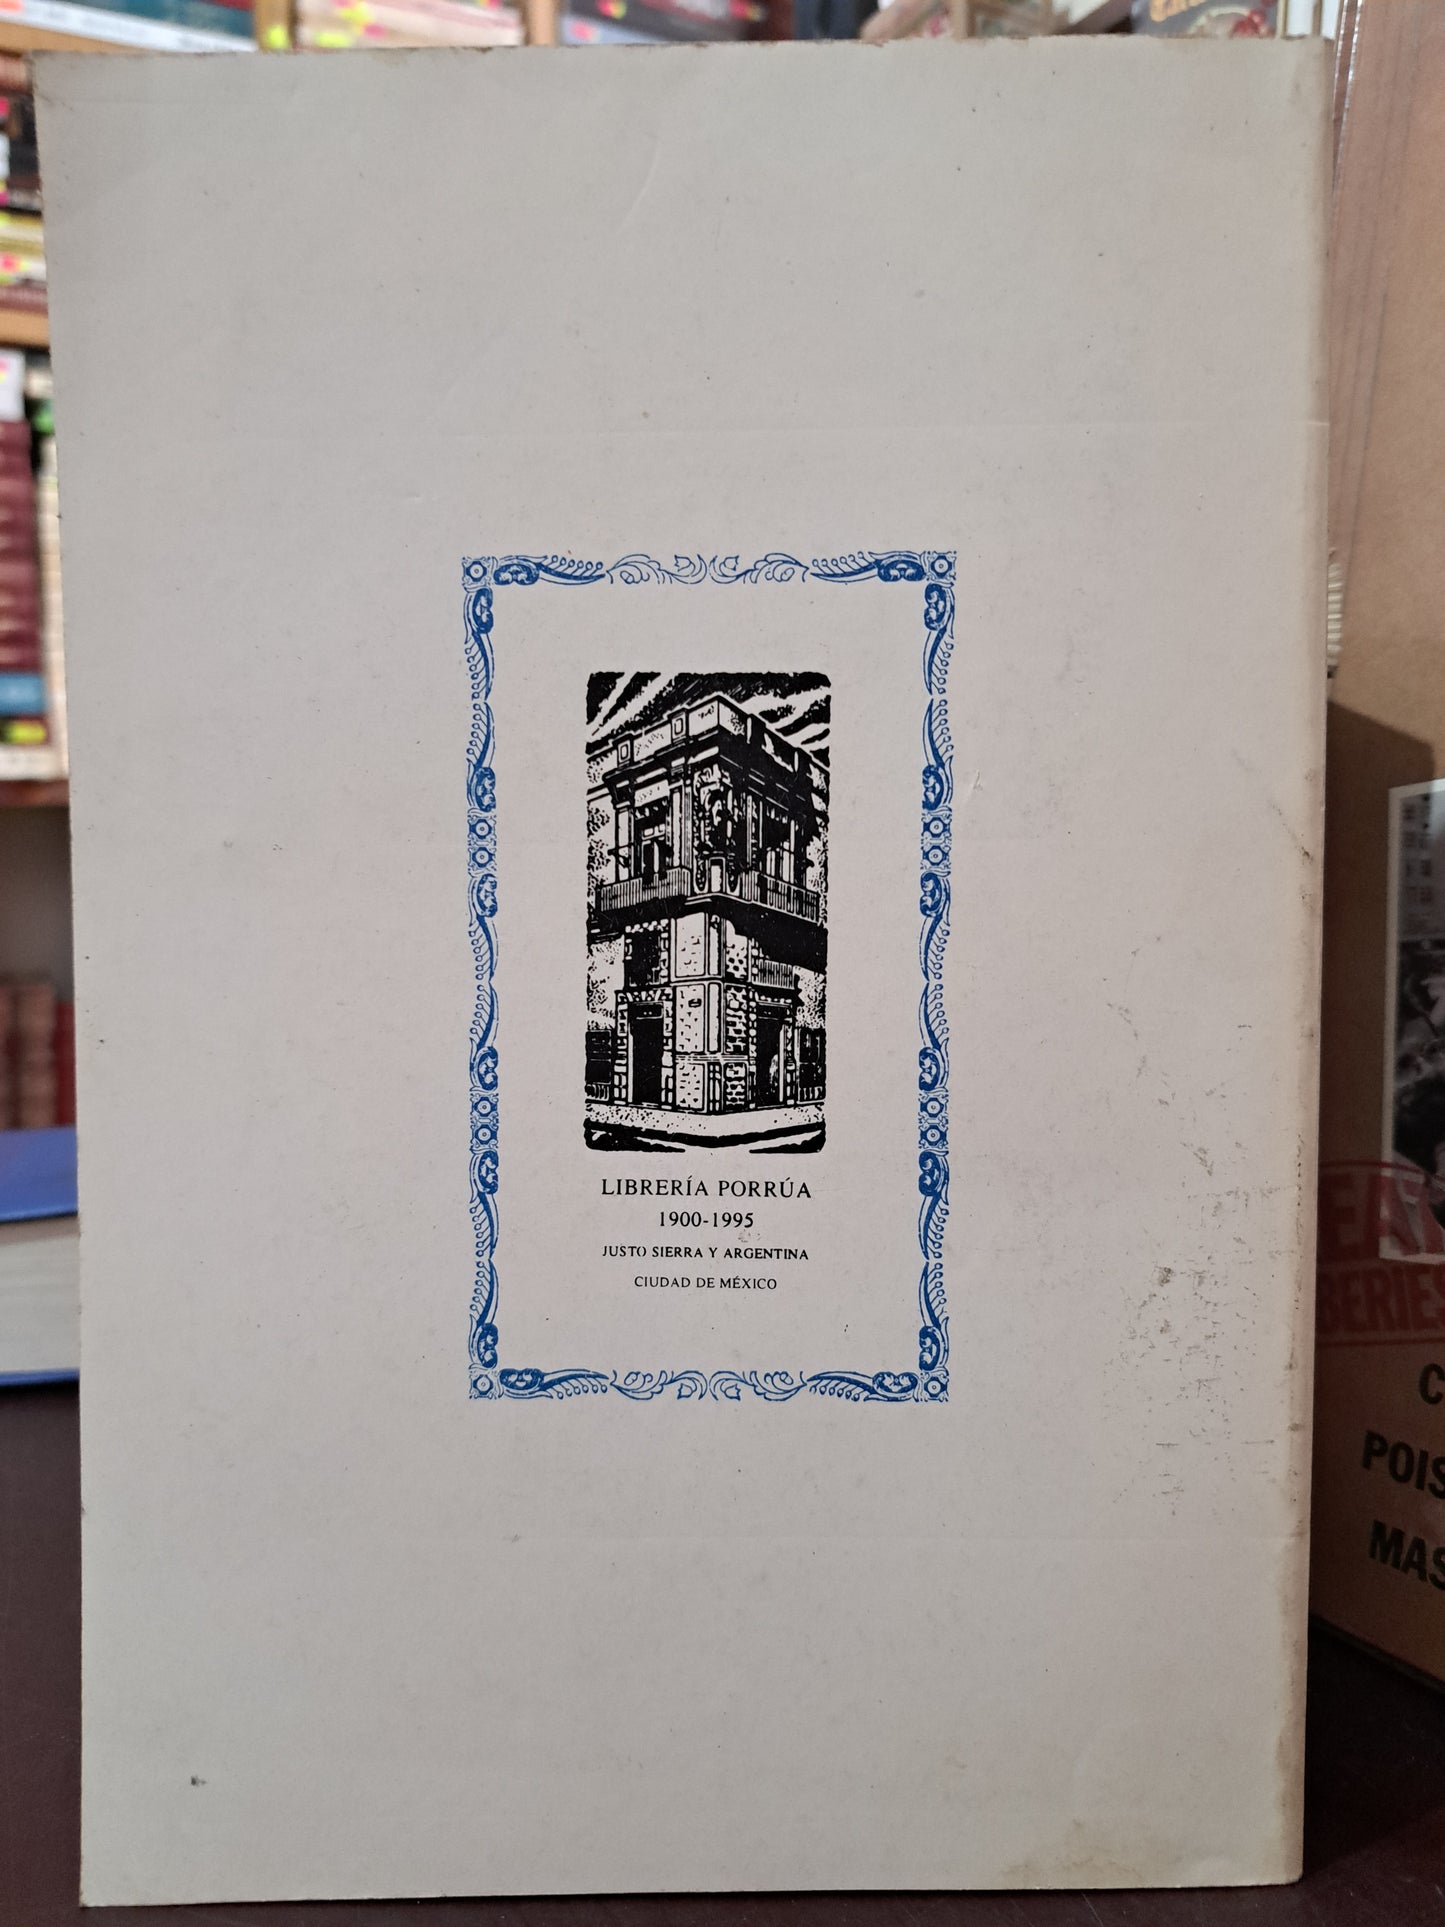 LIBRERÍA PORRÚA
1900-1995
JUSTO SIERRA Y ARGENTINA
CIUDAD DE MÉXICO